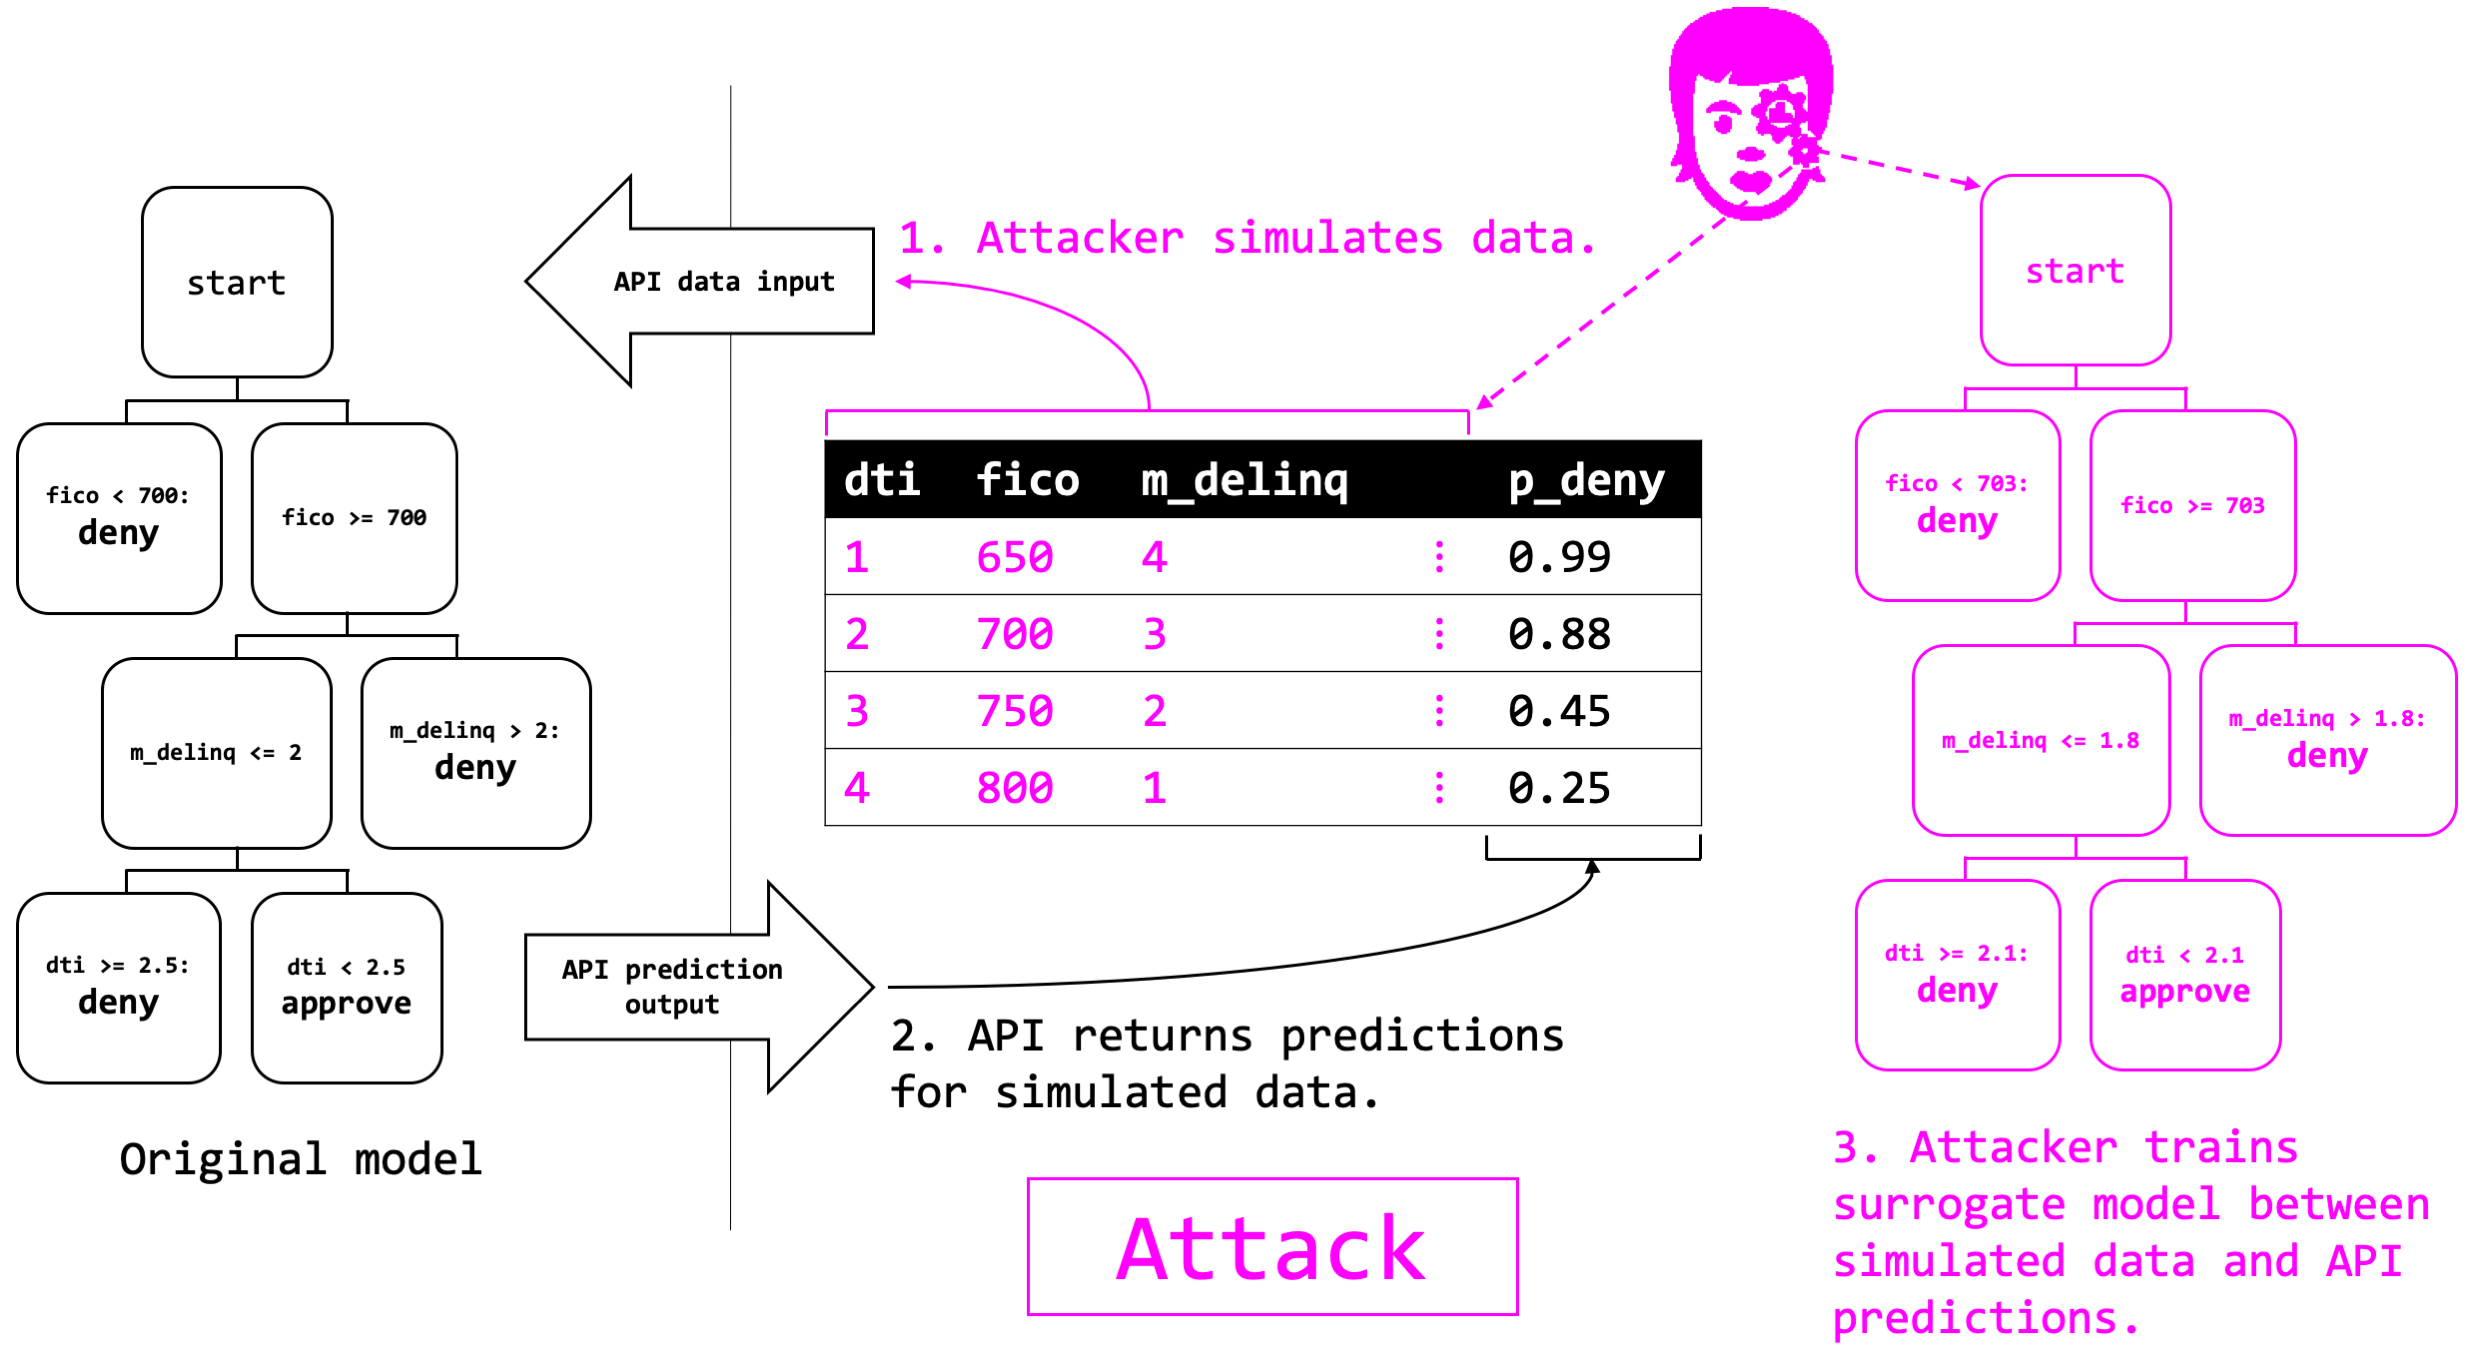 start
fico < 700:
deny
fico >= 700
m_delinq <= 2
m_delinq > 2:
deny
dti >= 2.5:
deny
dti < 2.5
approve
Original model
API data input
1. Attacker simulates data.
dti fico m_delinq p_deny
1 650 4 ⋮ 0.99
2 700 3 ⋮ 0.88
3 750 2 ⋮ 0.45
4 800 1 ⋮ 0.25
API prediction
output
2. API returns predictions
for simulated data.
Attack
start
fico < 703:
deny
fico >= 703
m_delinq <= 1.8
m_delinq > 1.8:
deny
dti >= 2.1:
deny
dti < 2.1
approve
3. Attacker trains
surrogate model between
simulated data and API
predictions.